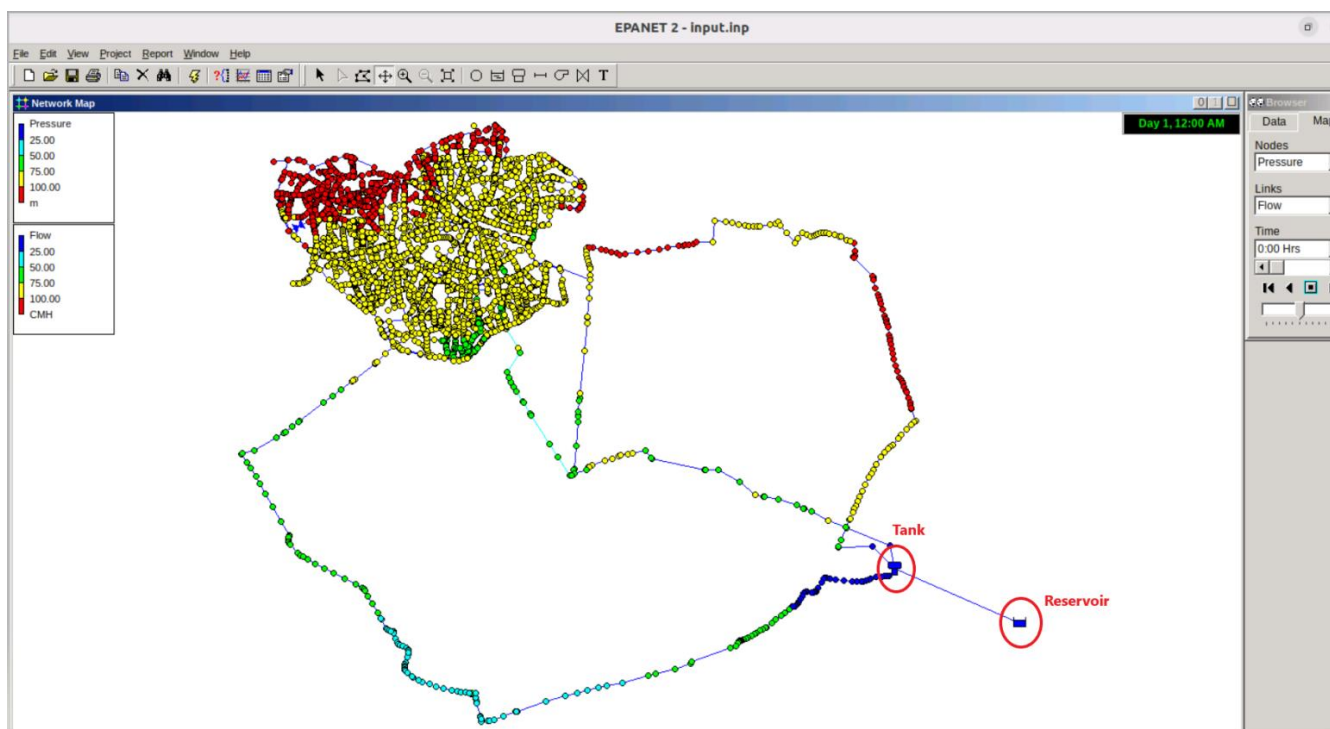 EPANET 2 - input.inp
File Edit View Project Report Window Help
T
Network Map
Browser
Day 1, 12:00 AM
Data Map
Pressure
25.00
50.00
75.00
100.00
m
Flow
25.00
50.00
75.00
100.00
CMH
Nodes
Pressure
Links
Flow
Time
0:00 Hrs
Tank
Reservoir